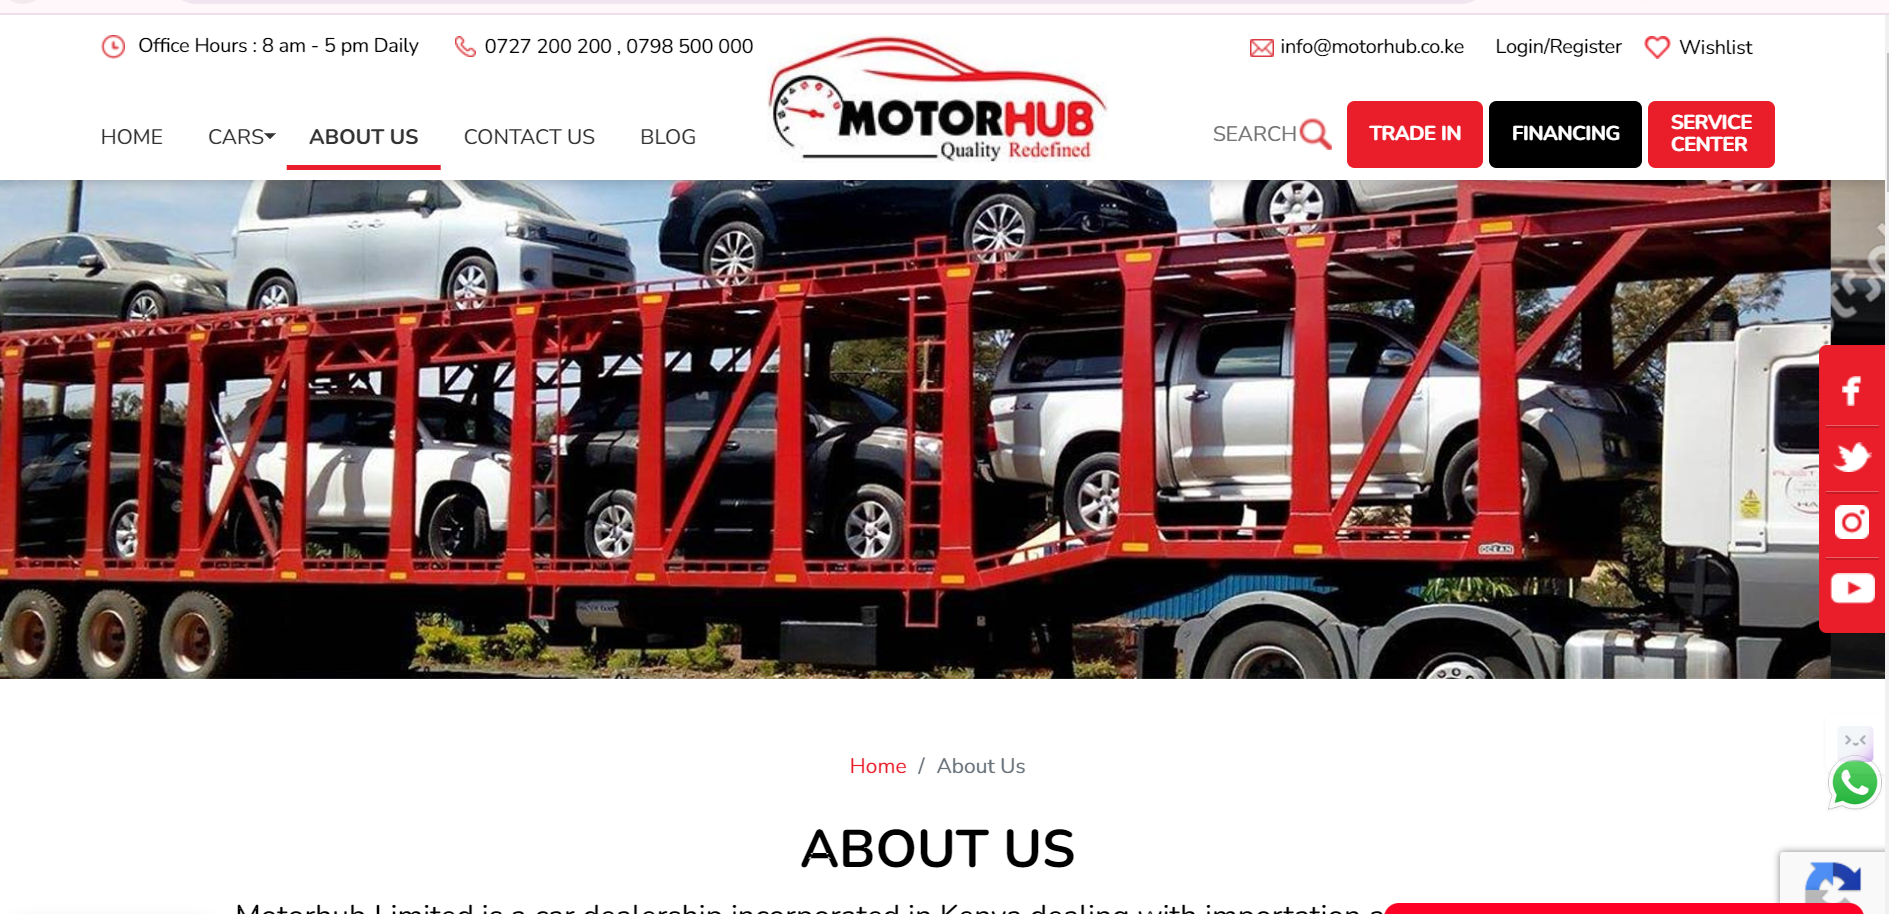 Office Hours : 8 am - 5 pm Daily
0727 200 200 , 0798 500 000
info@motorhub.co.ke
Login/Register
Wishlist
HOME
CARS
ABOUT US
CONTACT US
BLOG
MOTORHUB
Quality Redefined
SEARCH
TRADE IN
FINANCING
SERVICE
CENTER
OCEAN
Home / About Us
ABOUT US
Motorhub Limited is a car dealership incorporated in Kenya dealing with importation